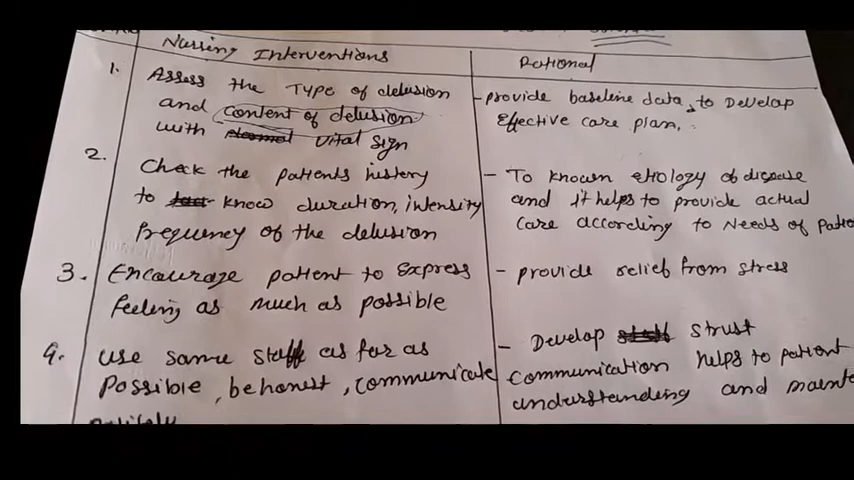 Nursing Interventions
Rational
1. Assess the Type of delusion
and content of delusion
with Normal vital sign
- provide baseline data, to Develop
Effective care plan.
2. Check the patients history
to know duration, intensity
frequency of the delusion
- To known etiology of disease
and it helps to provide actual
care according to Needs of
3. Encourage patient to Express
feeling as much as possible
- provide relief from stress
4. use same staff as far as
possible, be honest, communicate
- Develop strust
communication helps to patient
understanding and